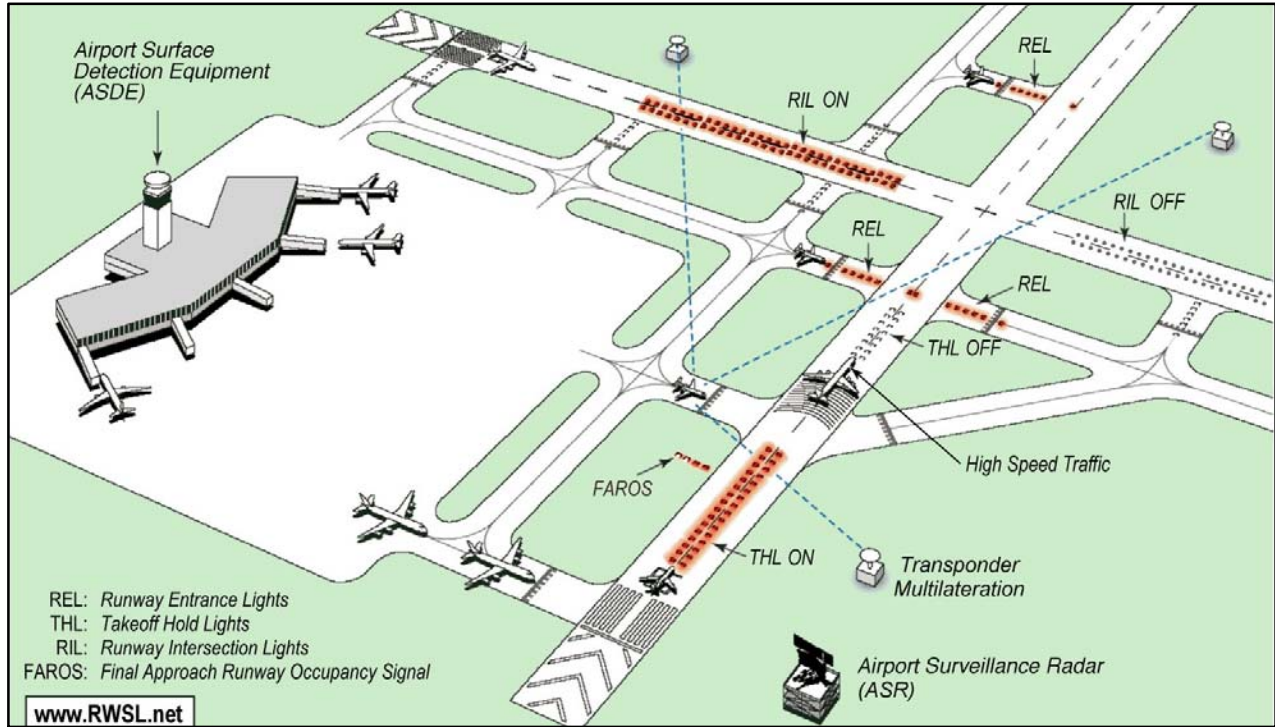 Airport Surface
Detection Equipment
(ASDE)
REL
RIL ON
RIL OFF
REL
REL
THL OFF
High Speed Traffic
FAROS
THL ON
Transponder
Multilateration
REL: Runway Entrance Lights
THL: Takeoff Hold Lights
RIL: Runway Intersection Lights
FAROS: Final Approach Runway Occupancy Signal
Airport Surveillance Radar
(ASR)
www.RWSL.net